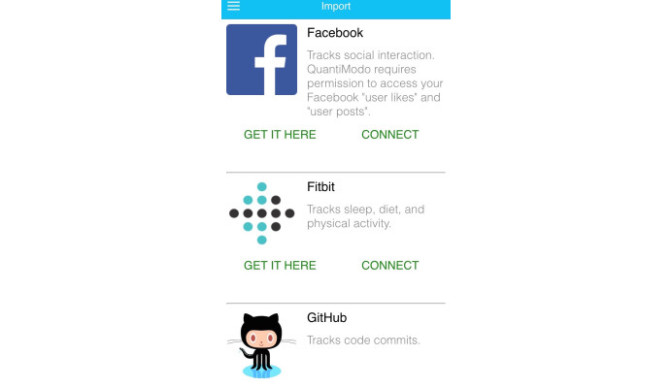 Import
Facebook
Tracks social interaction.
QuantiModo requires
permission to access your
Facebook "user likes" and
"user posts".
GET IT HERE CONNECT
Fitbit
Tracks sleep, diet, and
physical activity.
GET IT HERE CONNECT
GitHub
Tracks code commits.